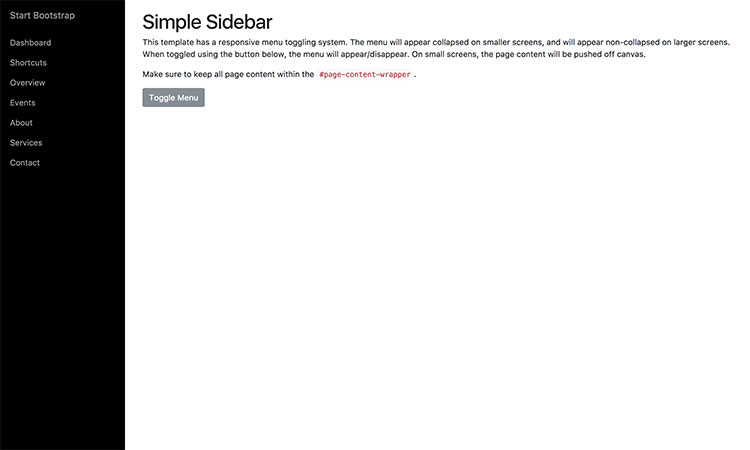 Start Bootstrap
Dashboard
Shortcuts
Overview
Events
About
Services
Contact
Simple Sidebar
This template has a responsive menu toggling system. The menu will appear collapsed on smaller screens, and will appear non-collapsed on larger screens.
When toggled using the button below, the menu will appear/disappear. On small screens, the page content will be pushed off canvas.
Make sure to keep all page content within the #page-content-wrapper.
Toggle Menu